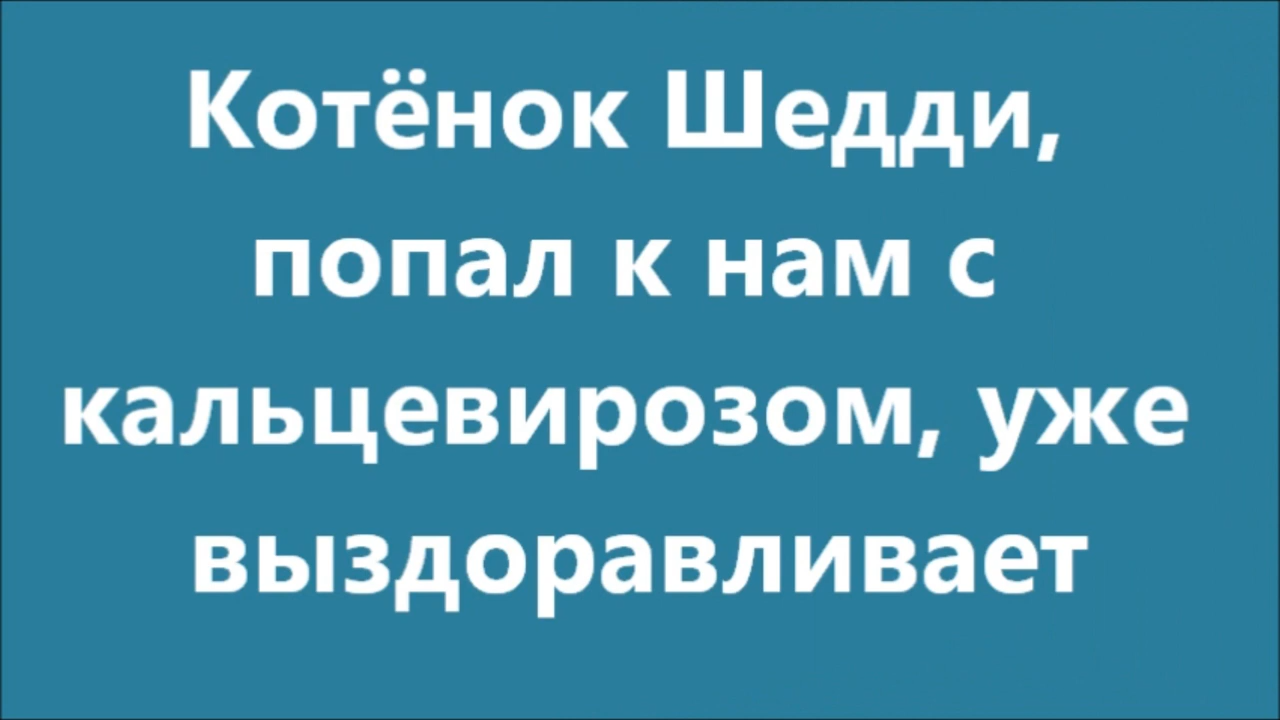 Котёнок Шедди,
попал к нам с
кальцевирозом, уже
выздоравливает